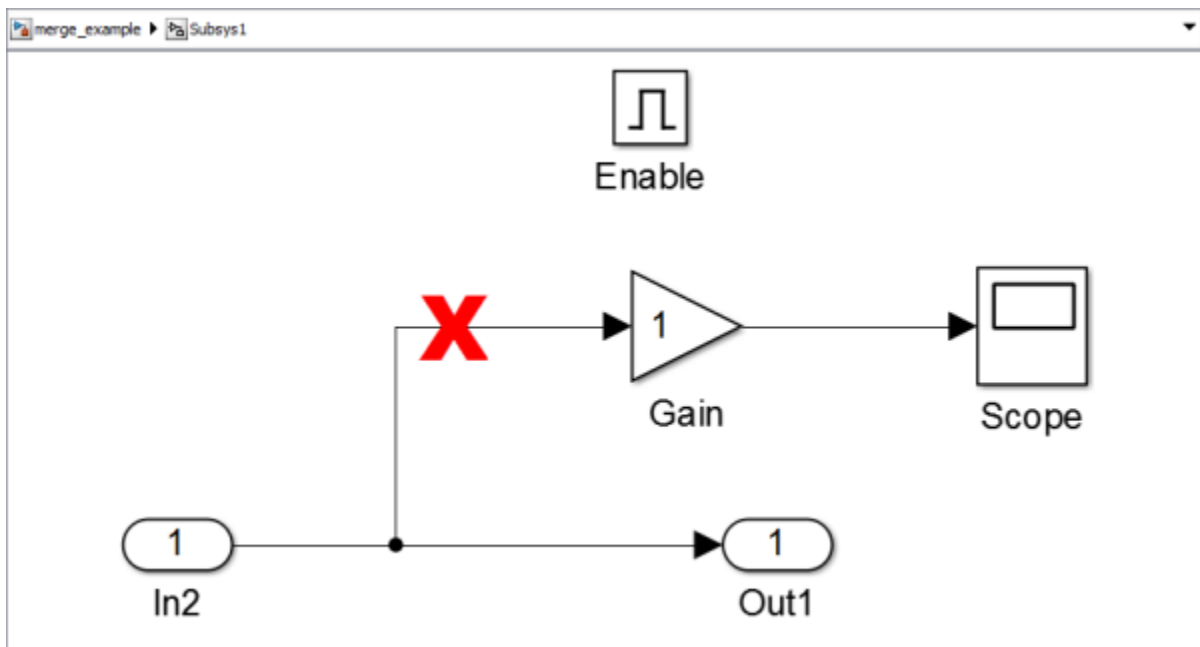 merge_example Subsys1
Enable
1
Gain
Scope
1
In2
1
Out1